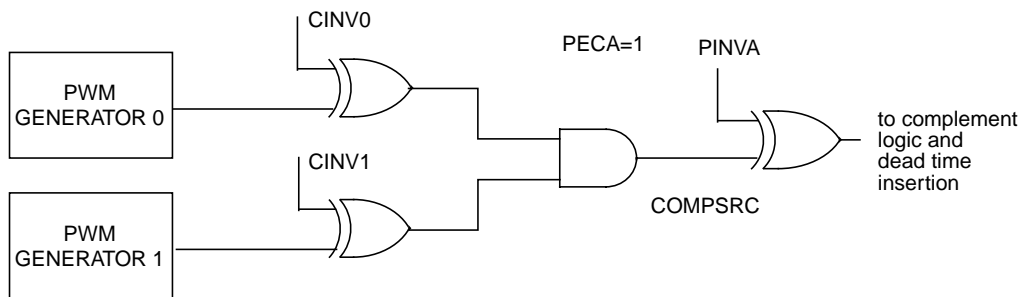 CINV0
PECA=1
PINVA
PWM
GENERATOR 0
to complement
logic and
dead time
insertion
CINV1
COMPSRC
PWM
GENERATOR 1